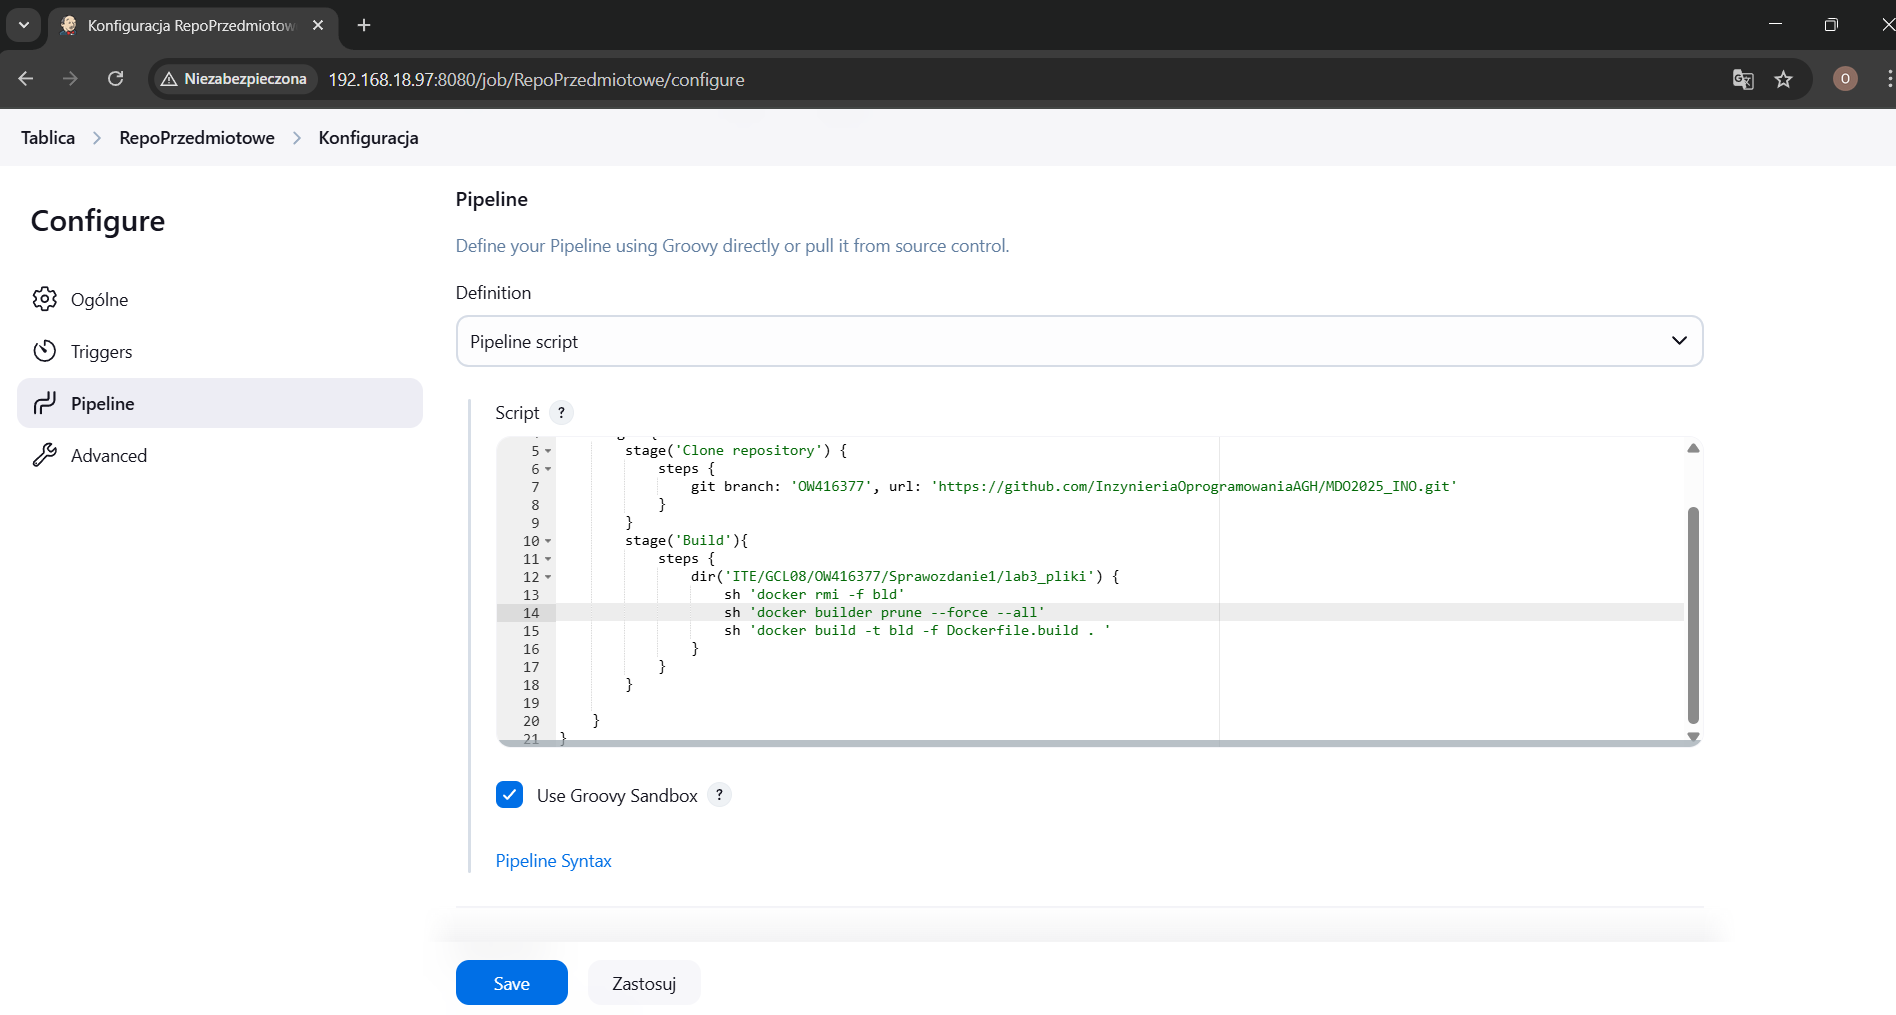 Konfiguracja RepoPrzedmiotow
Niezabezpieczona
192.168.18.97:8080/job/RepoPrzedmiotowe/configure
O
Tablica
RepoPrzedmiotowe
Konfiguracja
Configure
Ogólne
Triggers
Pipeline
Advanced
Pipeline
Define your Pipeline using Groovy directly or pull it from source control.
Definition
Pipeline script
Script ?
5 stage('Clone repository') {
6 steps {
7 git branch: 'OW416377', url: 'https://github.com/InzynieriaOprogramowaniaAGH/MDO2025_INO.git'
8 }
9 }
10 stage('Build'){
11 steps {
12 dir('ITE/GCL08/OW416377/Sprawozdanie1/lab3_pliki') {
13 sh 'docker rmi -f bld'
14 sh 'docker builder prune --force --all'
15 sh 'docker build -t bld -f Dockerfile.build . '
16 }
17 }
18 }
19
20 }
21 }
Use Groovy Sandbox ?
Pipeline Syntax
Save
Zastosuj